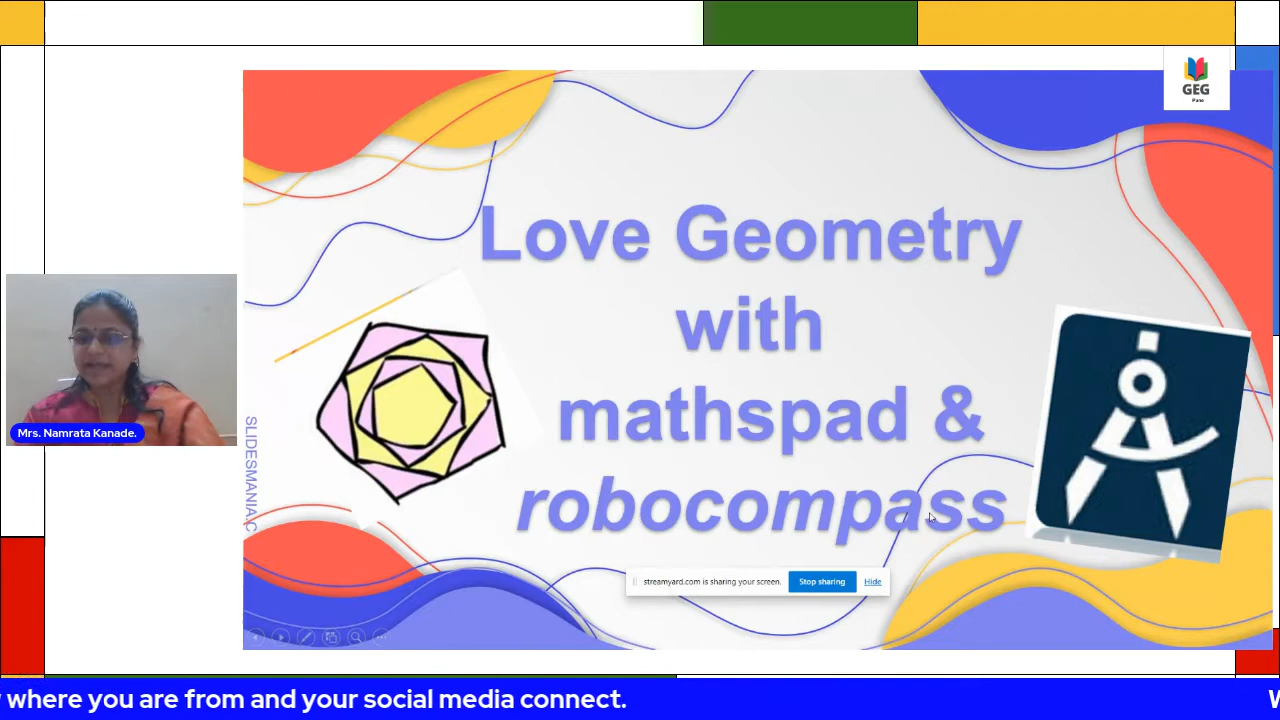 GEG
Pune
Love Geometry
with
mathspad &
robocompass
SLIDESMANIA.C
Mrs. Namrata Kanade.
streamyard.com is sharing your screen.
Stop sharing
Hide
where you are from and your social media connect.
W